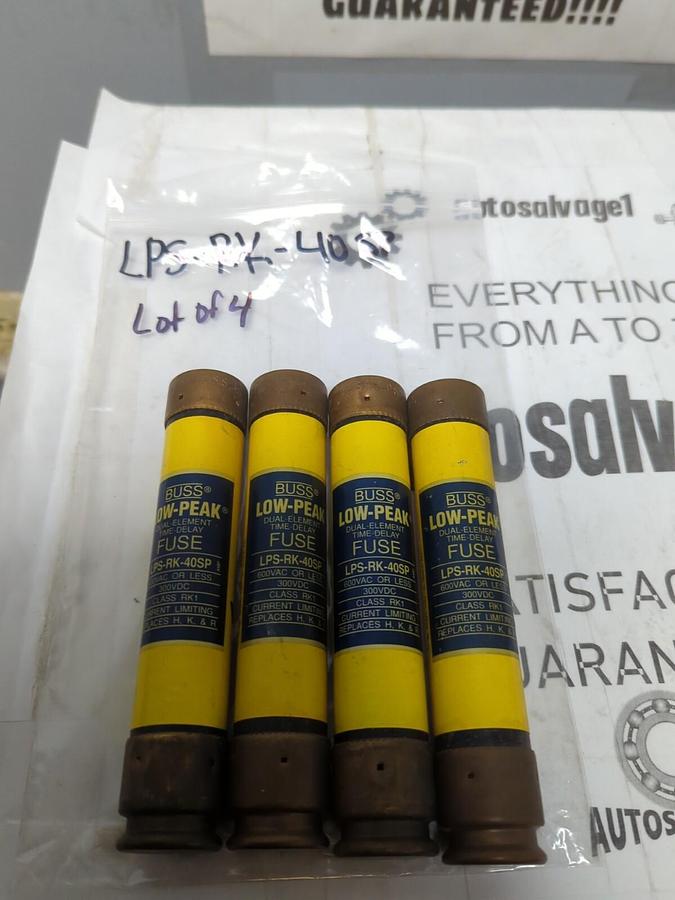 GUARANTEED!!!!
autosalvage1
LPS-RK-40SP
Lot of 4
EVERYTHING
FROM A TO
osalv
BUSS®
LOW-PEAK®
DUAL-ELEMENT
TIME-DELAY
FUSE
LPS-RK-40SP
VAC OR LESS
300VDC
CLASS RK1
CURRENT LIMITING
REPLACES H, K, & R
BUSS®
LOW-PEAK
DUAL-ELEMENT
TIME-DELAY
FUSE
LPS-RK-40SP
600VAC OR LESS
300VDC
CLASS RK1
CURRENT LIMITING
REPLACES H, K, &
BUSS®
LOW-PEAK
DUAL-ELEMENT
TIME-DELAY
FUSE
LPS-RK-40SP
600VAC OR LESS
300VDC
CLASS RK1
CURRENT LIMITING
REPLACES H, K, & R
BUSS®
LOW-PEAK
DUAL-ELEMENT
TIME-DELAY
FUSE
LPS-RK-40SP
600VAC OR LESS
300VDC
CLASS RK1
CURRENT LIMITING
REPLACES H, K, & R
ATISFAC
UARAN
AUTOS